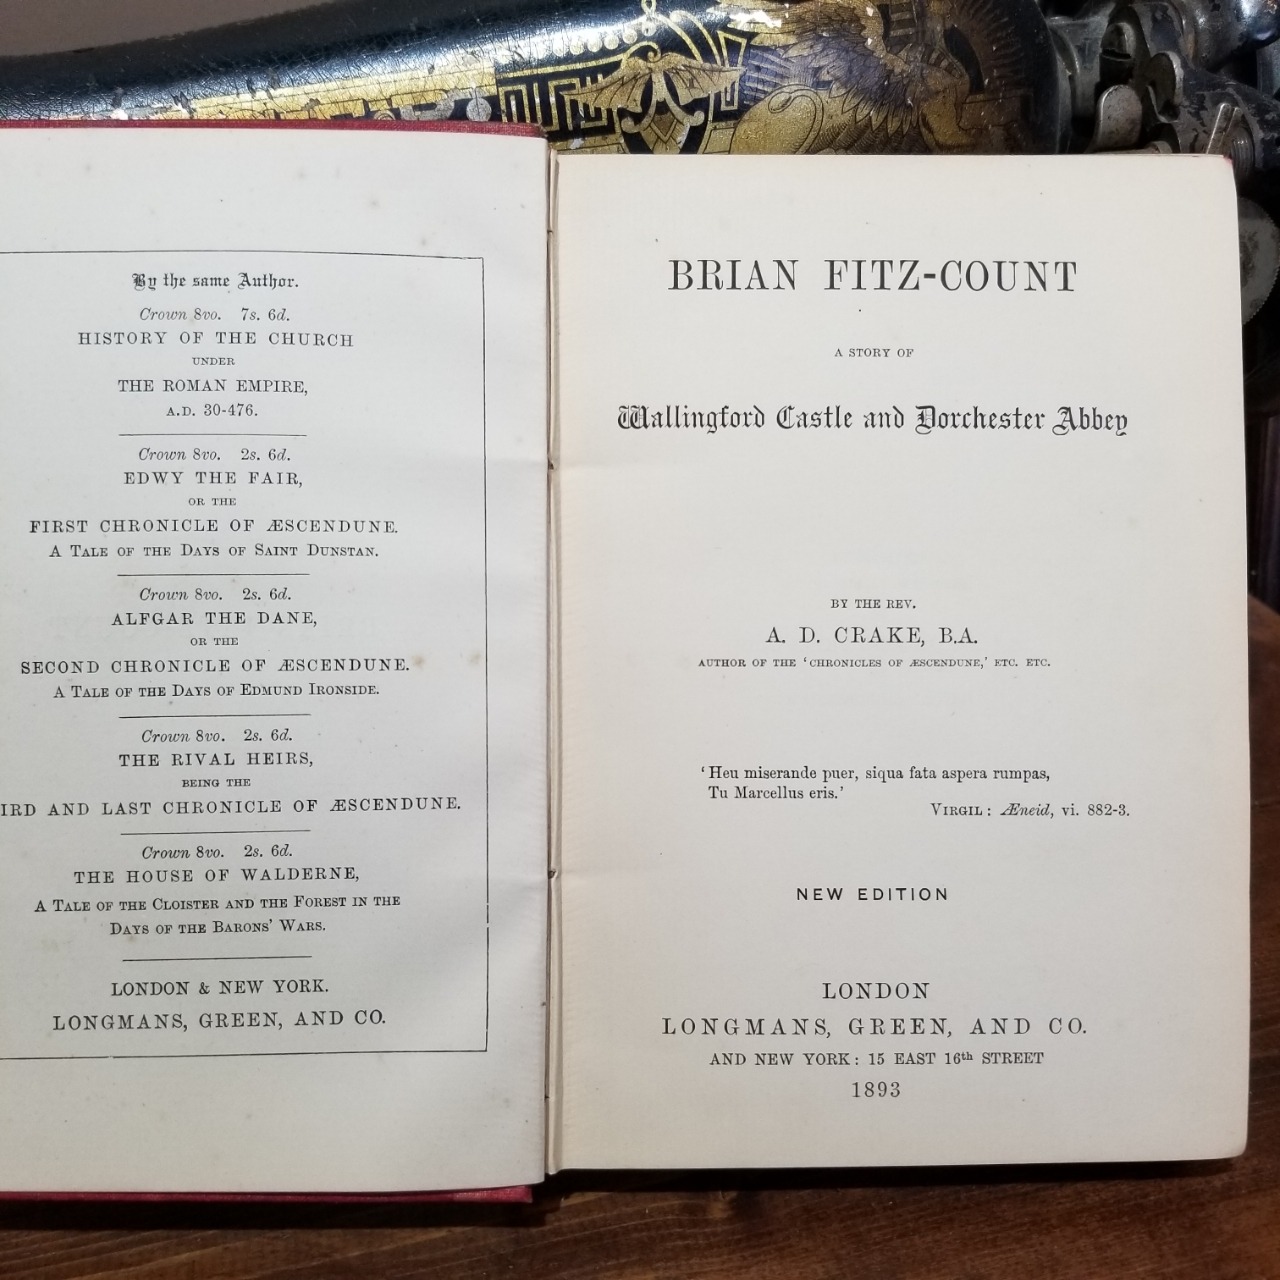 By the same Author.
Crown 8vo. 7s. 6d.
HISTORY OF THE CHURCH
UNDER
THE ROMAN EMPIRE,
A.D. 30-476.
Crown 8vo. 2s. 6d.
EDWY THE FAIR,
OR THE
FIRST CHRONICLE OF ÆSCENDUNE.
A TALE OF THE DAYS OF SAINT DUNSTAN.
Crown 8vo. 2s. 6d.
ALFGAR THE DANE,
OR THE
SECOND CHRONICLE OF ÆSCENDUNE.
A TALE OF THE DAYS OF EDMUND IRONSIDE.
Crown 8vo. 2s. 6d.
THE RIVAL HEIRS,
BEING THE
IRD AND LAST CHRONICLE OF ÆSCENDUNE.
Crown 8vo. 2s. 6d.
THE HOUSE OF WALDERNE,
A TALE OF THE CLOISTER AND THE FOREST IN THE
DAYS OF THE BARONS' WARS.
LONDON & NEW YORK.
LONGMANS, GREEN, AND CO.
BRIAN FITZ-COUNT
A STORY OF
Wallingford Castle and Dorchester Abbey
BY THE REV.
A. D. CRAKE, B.A.
AUTHOR OF THE 'CHRONICLES OF ÆSCENDUNE,' ETC. ETC.
'Heu miserande puer, siqua fata aspera rumpas,
Tu Marcellus eris.'
VIRGIL: Æneid, vi. 882-3.
NEW EDITION
LONDON
LONGMANS, GREEN, AND CO.
AND NEW YORK: 15 EAST 16th STREET
1893